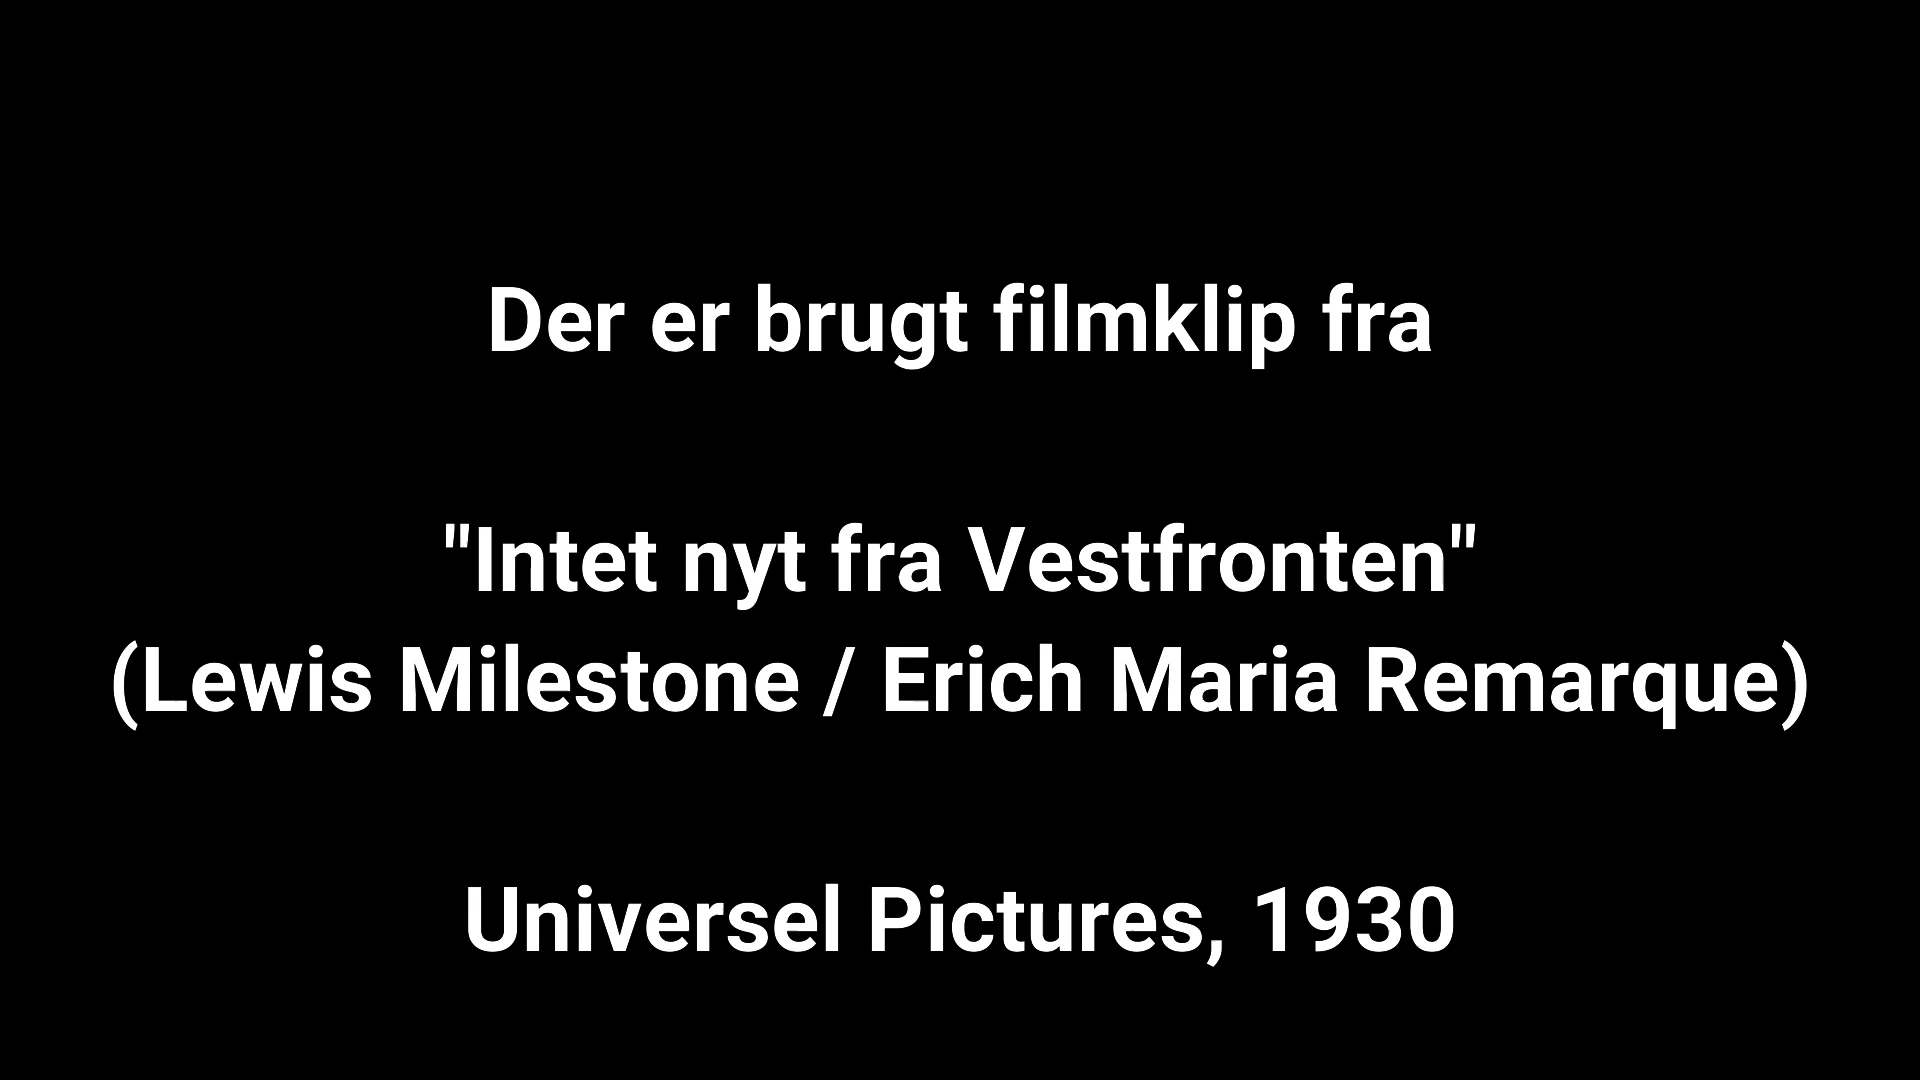 Der er brugt filmklip fra
"Intet nyt fra Vestfronten"
(Lewis Milestone / Erich Maria Remarque)
Universel Pictures, 1930